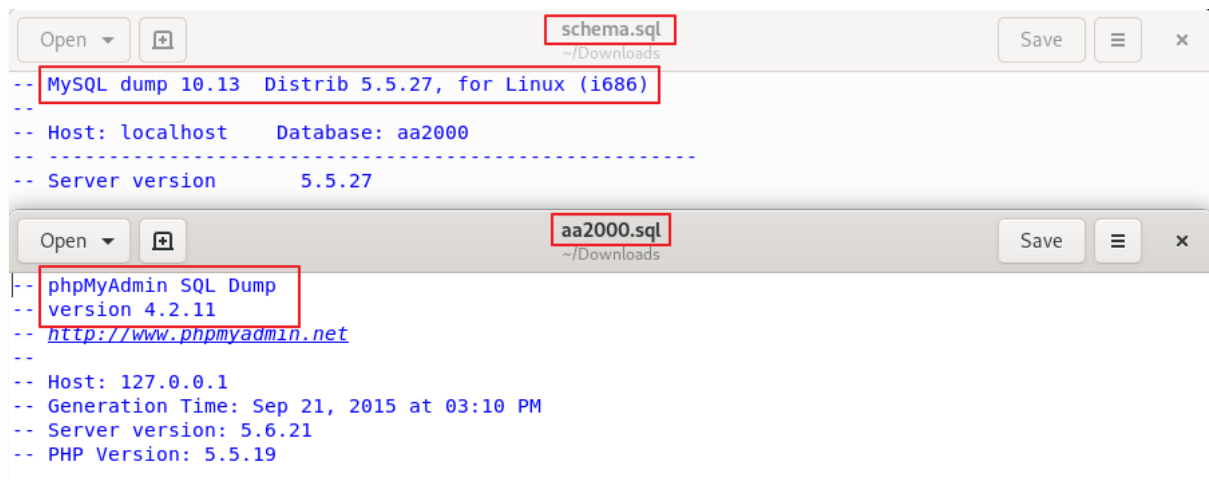 Open schema.sql Save
~/Downloads
-- MySQL dump 10.13  Distrib 5.5.27, for Linux (i686)
--
-- Host: localhost    Database: aa2000
-- ------------------------------------------------------
-- Server version       5.5.27
Open aa2000.sql Save
~/Downloads
-- phpMyAdmin SQL Dump
-- version 4.2.11
-- http://www.phpmyadmin.net
--
-- Host: 127.0.0.1
-- Generation Time: Sep 21, 2015 at 03:10 PM
-- Server version: 5.6.21
-- PHP Version: 5.5.19